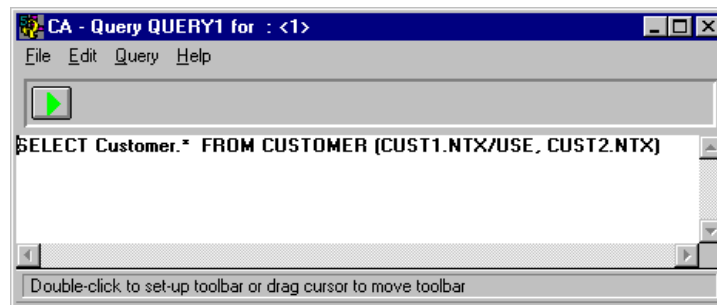 CA - Query QUERY1 for : <1>
File Edit Query Help
SELECT Customer.* FROM CUSTOMER (CUST1.NTX/USE, CUST2.NTX)
Double-click to set-up toolbar or drag cursor to move toolbar